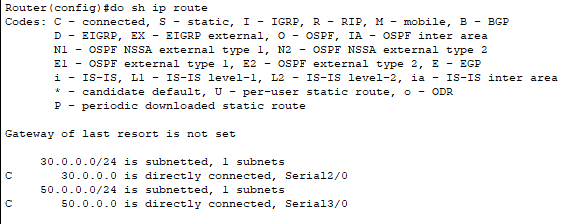 Router(config)#do sh ip route
Codes: C - connected, S - static, I - IGRP, R - RIP, M - mobile, B - BGP
       D - EIGRP, EX - EIGRP external, O - OSPF, IA - OSPF inter area
       N1 - OSPF NSSA external type 1, N2 - OSPF NSSA external type 2
       E1 - OSPF external type 1, E2 - OSPF external type 2, E - EGP
       i - IS-IS, L1 - IS-IS level-1, L2 - IS-IS level-2, ia - IS-IS inter area
       * - candidate default, U - per-user static route, o - ODR
       P - periodic downloaded static route

Gateway of last resort is not set

     30.0.0.0/24 is subnetted, 1 subnets
C       30.0.0.0 is directly connected, Serial2/0
     50.0.0.0/24 is subnetted, 1 subnets
C       50.0.0.0 is directly connected, Serial3/0